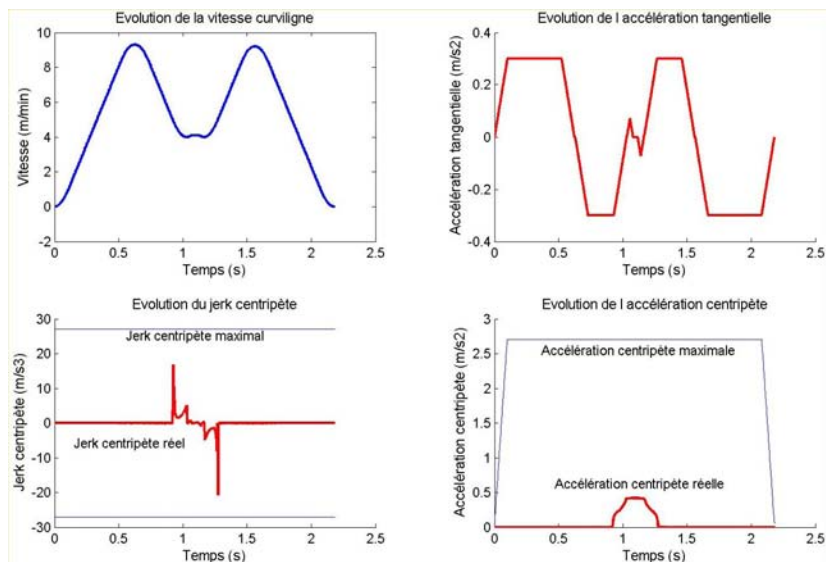 Evolution de la vitesse curviligne
10
8
6
4
2
0
-2
0 0.5 1 1.5 2 2.5
Vitesse (m/min)
Temps (s)
Evolution de l accélération tangentielle
0.4
0.2
0
-0.2
-0.4
0 0.5 1 1.5 2 2.5
Accélération tangentielle (m/s2)
Temps (s)
Evolution du jerk centripète
30
20
10
0
-10
-20
-30
0 0.5 1 1.5 2 2.5
Jerk centripète (m/s3)
Jerk centripète maximal
Jerk centripète réel
Temps (s)
Evolution de l accélération centripète
3
2.5
2
1.5
1
0.5
0
0 0.5 1 1.5 2 2.5
Accélération centripète (m/s2)
Accélération centripète maximale
Accélération centripète réelle
Temps (s)